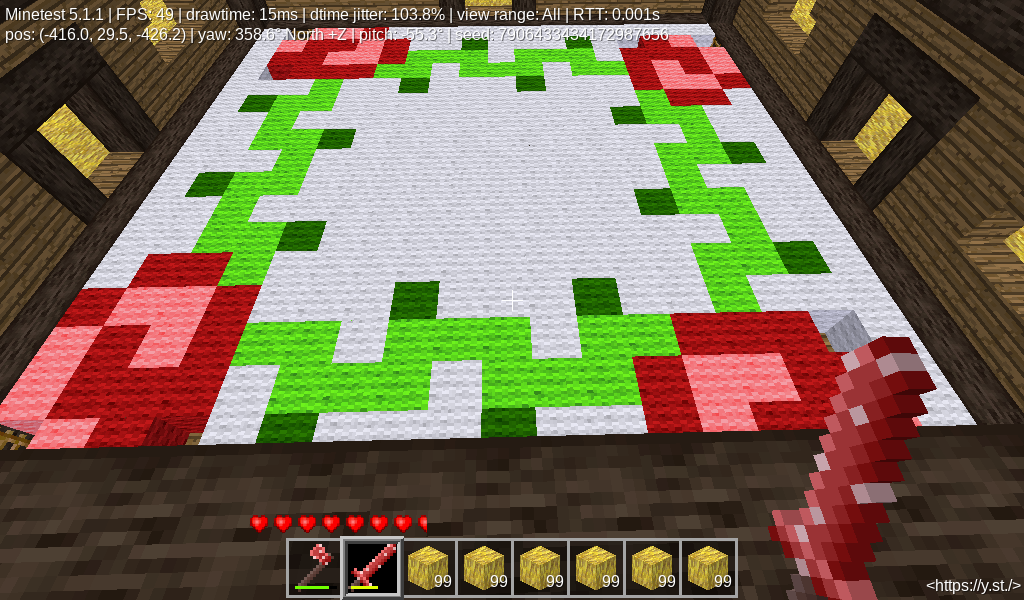 Minetest 5.1.1 | FPS: 49 | drawtime: 15ms | dtime jitter: 103.8% | view range: All | RTT: 0.001s
pos: (-416.0, 29.5, -426.2) | yaw: 358.6° North +Z | pitch: -55.3° | seed: 7906433434172987656
99 99 99 99 99 99
<https://y.st./>